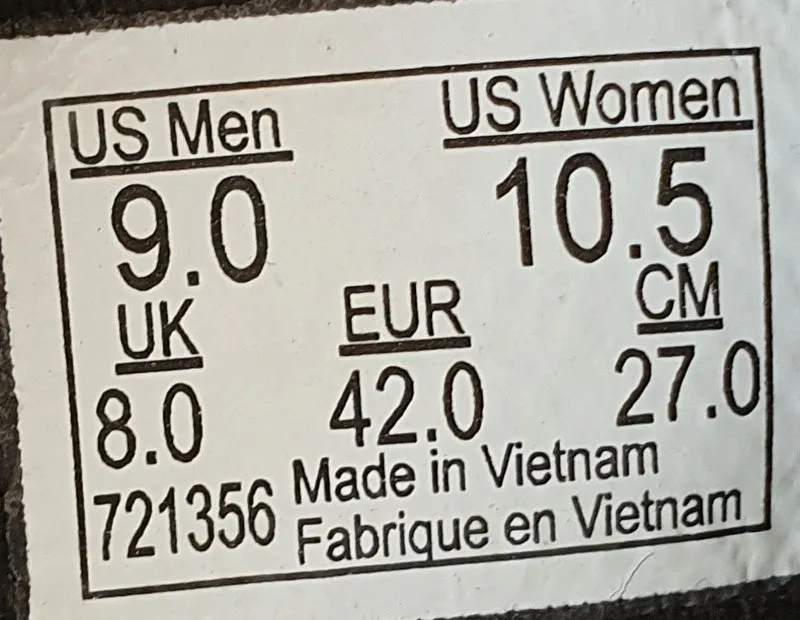 US Men US Women
9.0 10.5
UK EUR CM
8.0 42.0 27.0
721356 Made in Vietnam
Fabrique en Vietnam